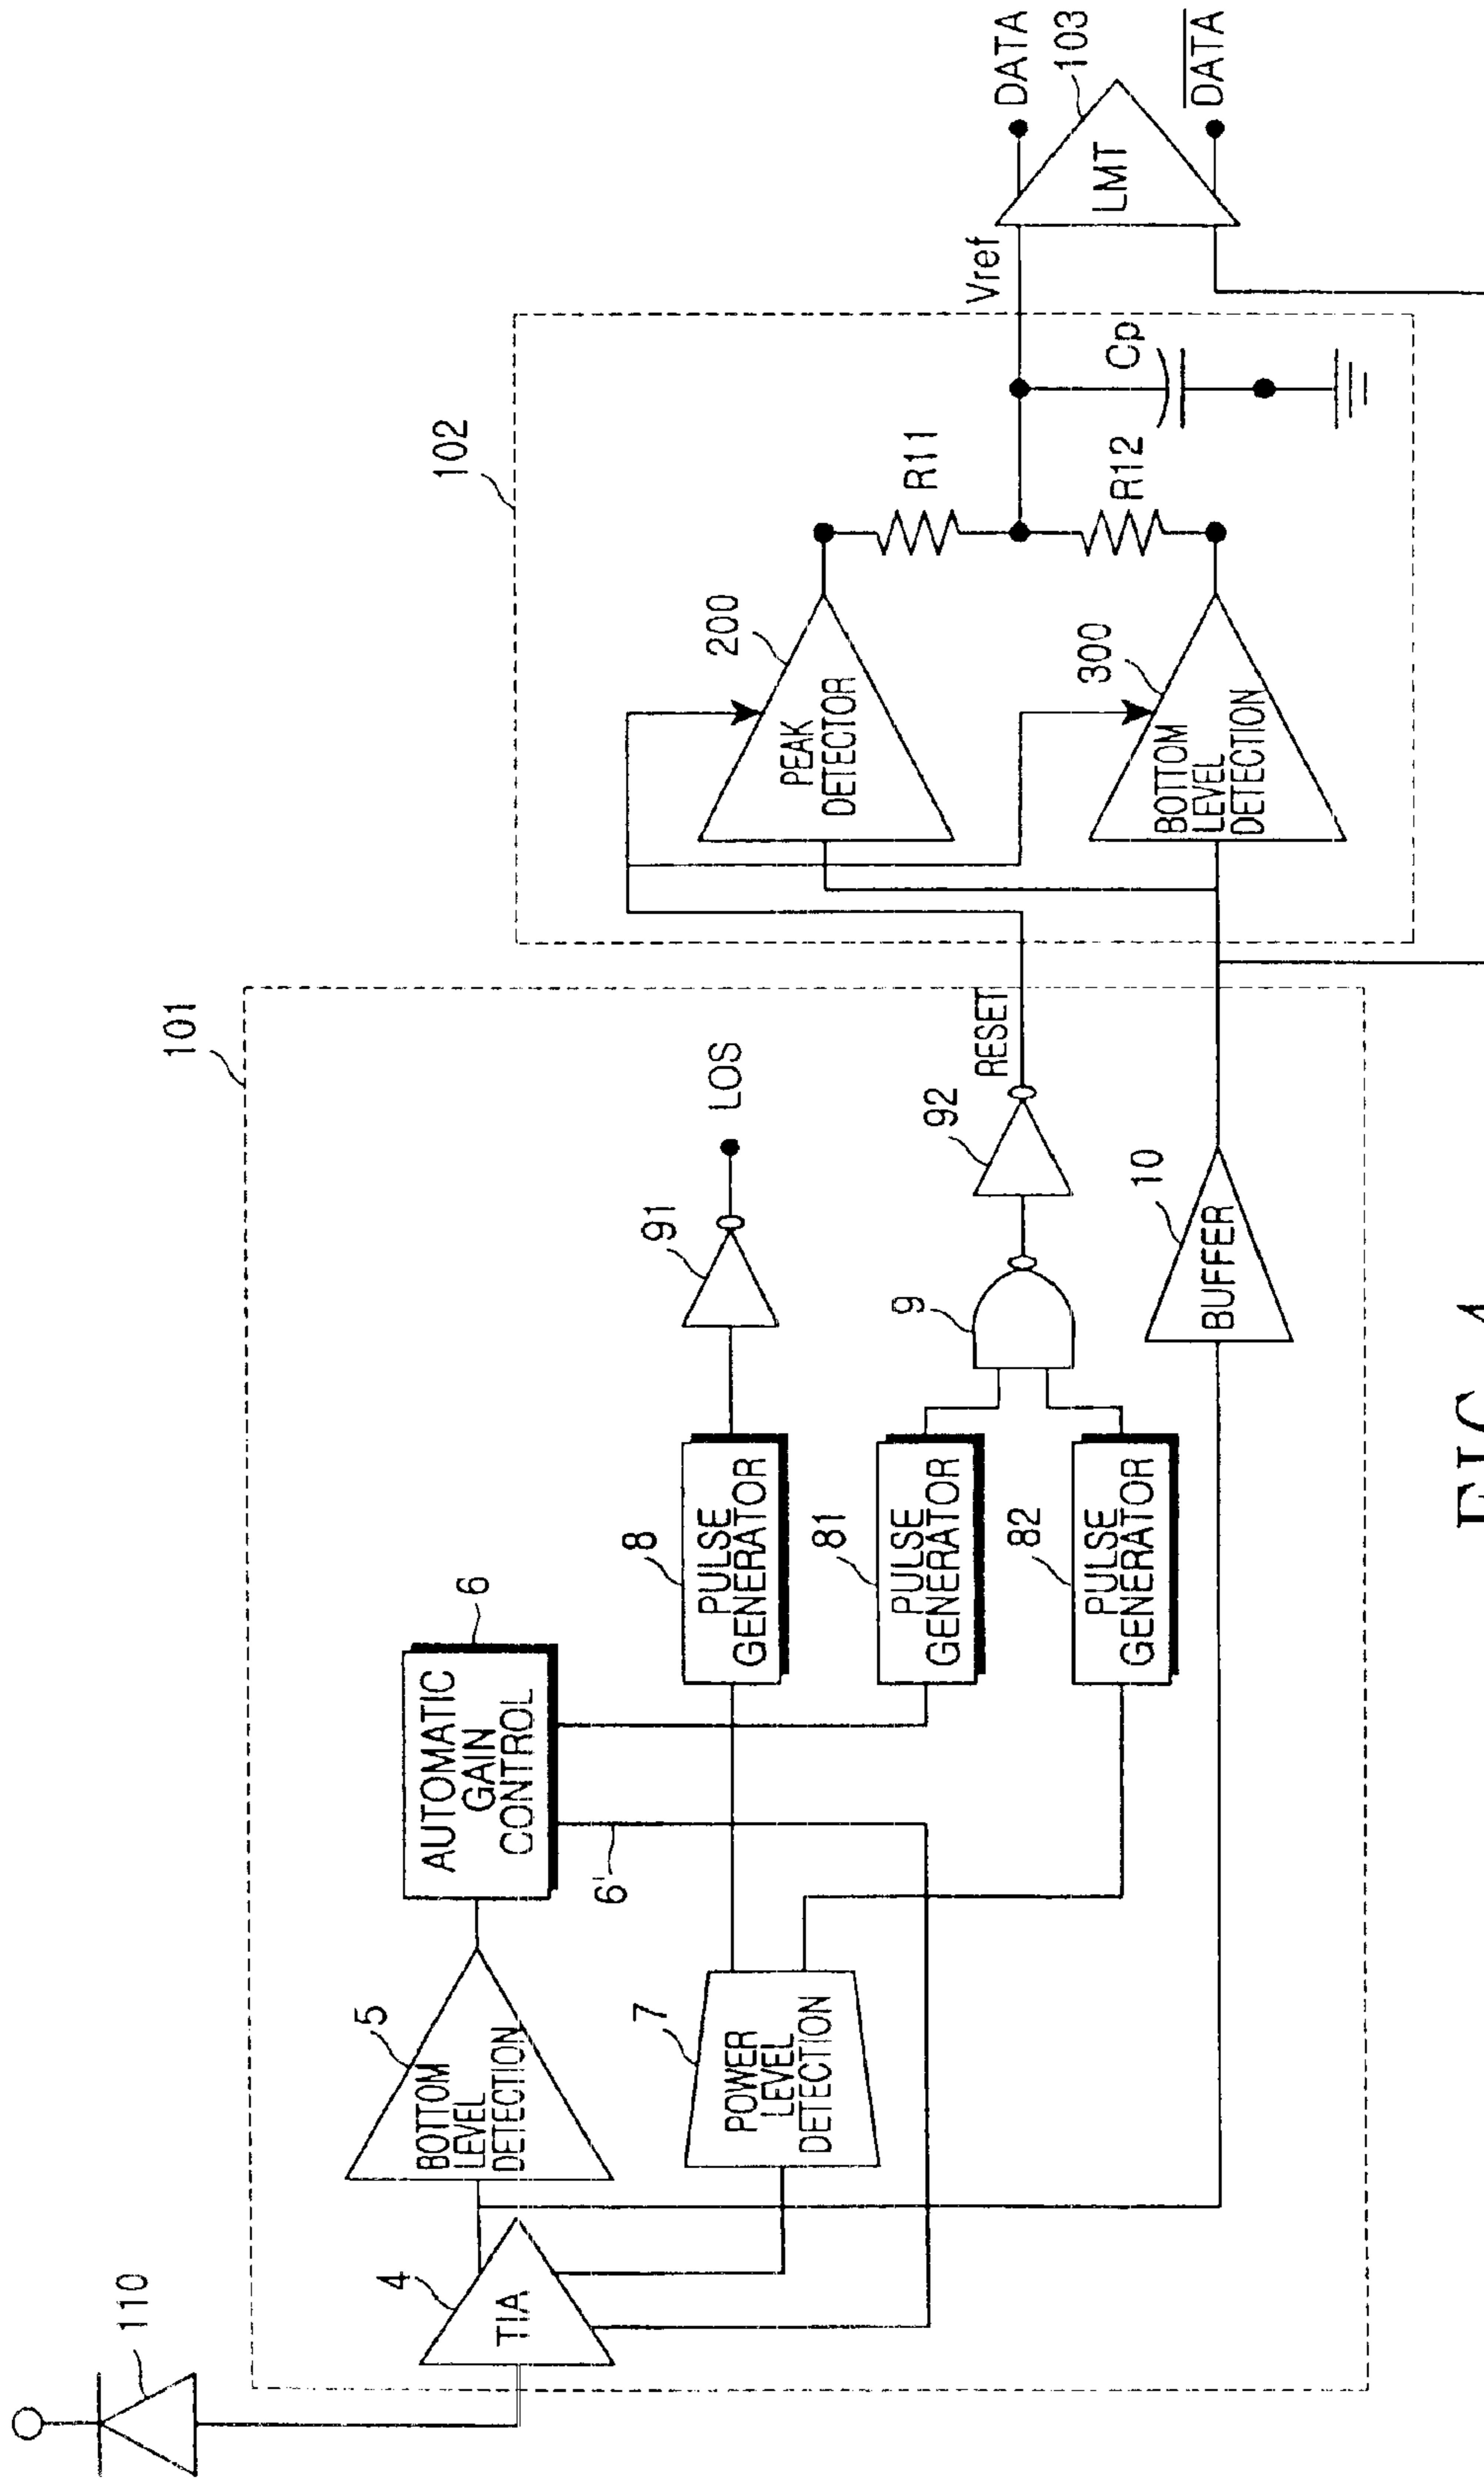 110
101
4
TIA
5
BOTTOM
LEVEL
DETECTION
6
AUTOMATIC
GAIN
CONTROL
6'
7
POWER
LEVEL
DETECTION
8
PULSE
GENERATOR
91
LOS
81
PULSE
GENERATOR
82
PULSE
GENERATOR
9
92
RESET
10
BUFFER
102
200
PEAK
DETECTOR
300
BOTTOM
LEVEL
DETECTION
R11
R12
Cp
Vref
LMT
103
DATA
DATA